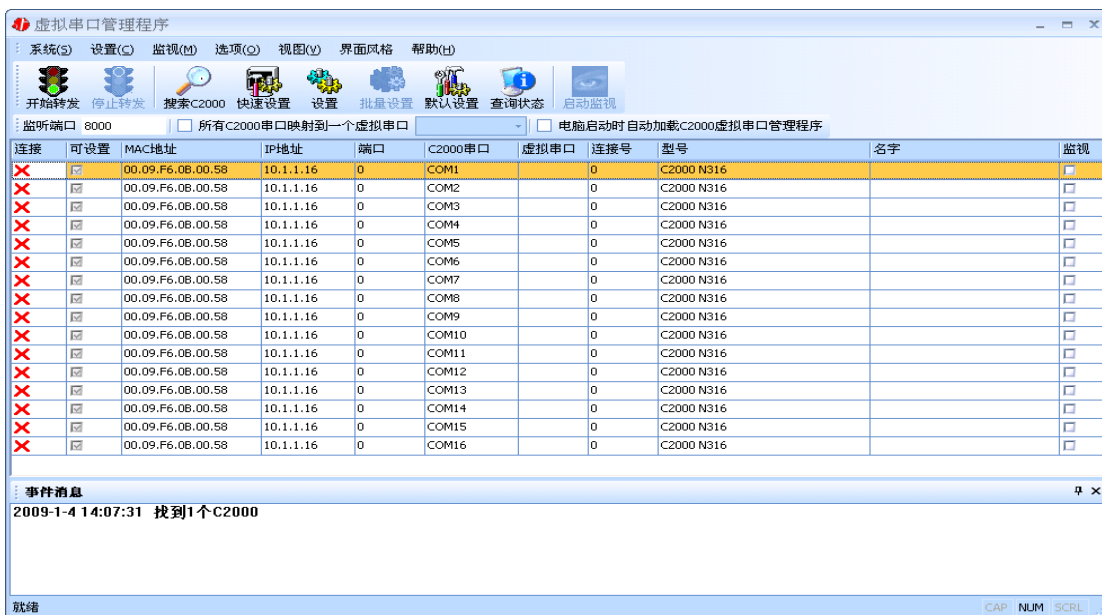 虚拟串口管理程序
系统(S) 设置(C) 监视(M) 选项(O) 视图(V) 界面风格 帮助(H)
开始转发 停止转发 搜索C2000 快速设置 设置 批量设置 默认设置 查询状态 启动监视
监听端口 8000 所有C2000串口映射到一个虚拟串口 电脑启动时自动加载C2000虚拟串口管理程序
连接 可设置 MAC地址 IP地址 端口 C2000串口 虚拟串口 连接号 型号 名字 监视
00.09.F6.0B.00.58 10.1.1.16 0 COM1 0 C2000 N316
00.09.F6.0B.00.58 10.1.1.16 0 COM2 0 C2000 N316
00.09.F6.0B.00.58 10.1.1.16 0 COM3 0 C2000 N316
00.09.F6.0B.00.58 10.1.1.16 0 COM4 0 C2000 N316
00.09.F6.0B.00.58 10.1.1.16 0 COM5 0 C2000 N316
00.09.F6.0B.00.58 10.1.1.16 0 COM6 0 C2000 N316
00.09.F6.0B.00.58 10.1.1.16 0 COM7 0 C2000 N316
00.09.F6.0B.00.58 10.1.1.16 0 COM8 0 C2000 N316
00.09.F6.0B.00.58 10.1.1.16 0 COM9 0 C2000 N316
00.09.F6.0B.00.58 10.1.1.16 0 COM10 0 C2000 N316
00.09.F6.0B.00.58 10.1.1.16 0 COM11 0 C2000 N316
00.09.F6.0B.00.58 10.1.1.16 0 COM12 0 C2000 N316
00.09.F6.0B.00.58 10.1.1.16 0 COM13 0 C2000 N316
00.09.F6.0B.00.58 10.1.1.16 0 COM14 0 C2000 N316
00.09.F6.0B.00.58 10.1.1.16 0 COM15 0 C2000 N316
00.09.F6.0B.00.58 10.1.1.16 0 COM16 0 C2000 N316
事件消息
2009-1-4 14:07:31 找到1个C2000
就绪 CAP NUM SCRL